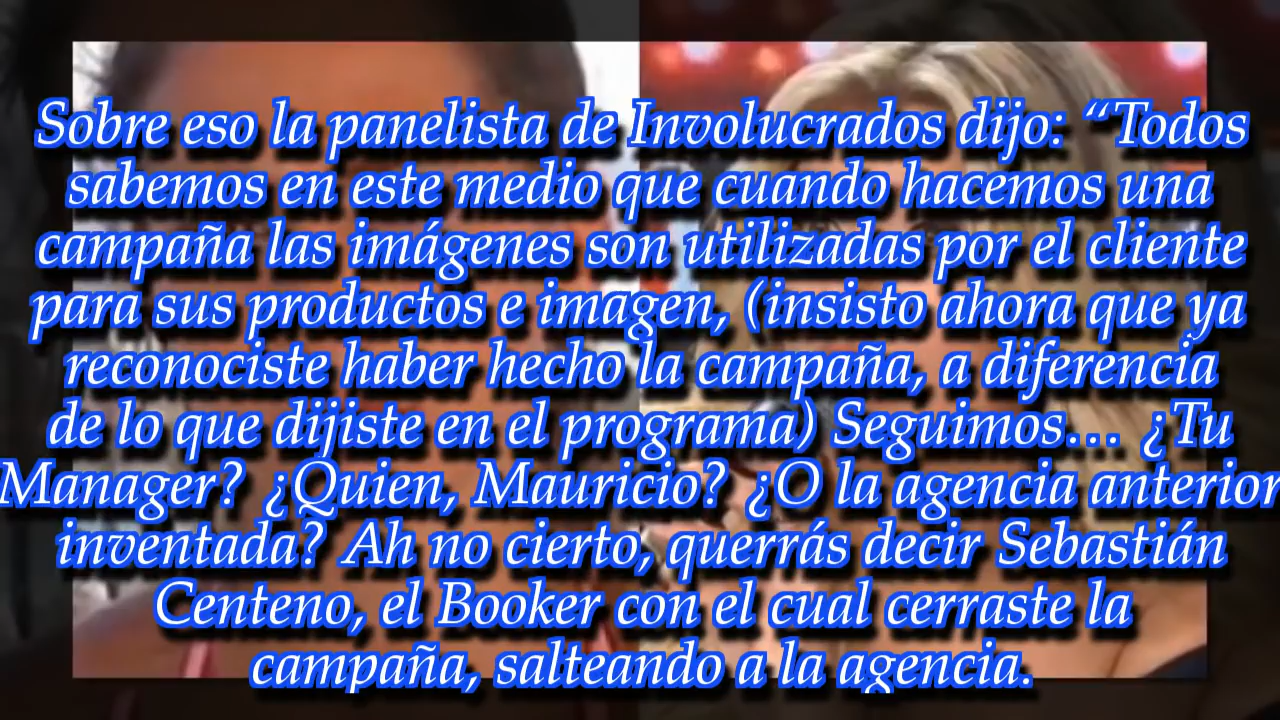 Sobre eso la panelista de Involucrados dijo: “Todos
sabemos en este medio que cuando hacemos una
campaña las imágenes son utilizadas por el cliente
para sus productos e imagen, (insisto ahora que ya
reconociste haber hecho la campaña, a diferencia
de lo que dijiste en el programa) Seguimos… ¿Tu
Manager? ¿Quien, Mauricio? ¿O la agencia anterior
inventada? Ah no cierto, querrás decir Sebastián
Centeno, el Booker con el cual cerraste la
campaña, salteando a la agencia.